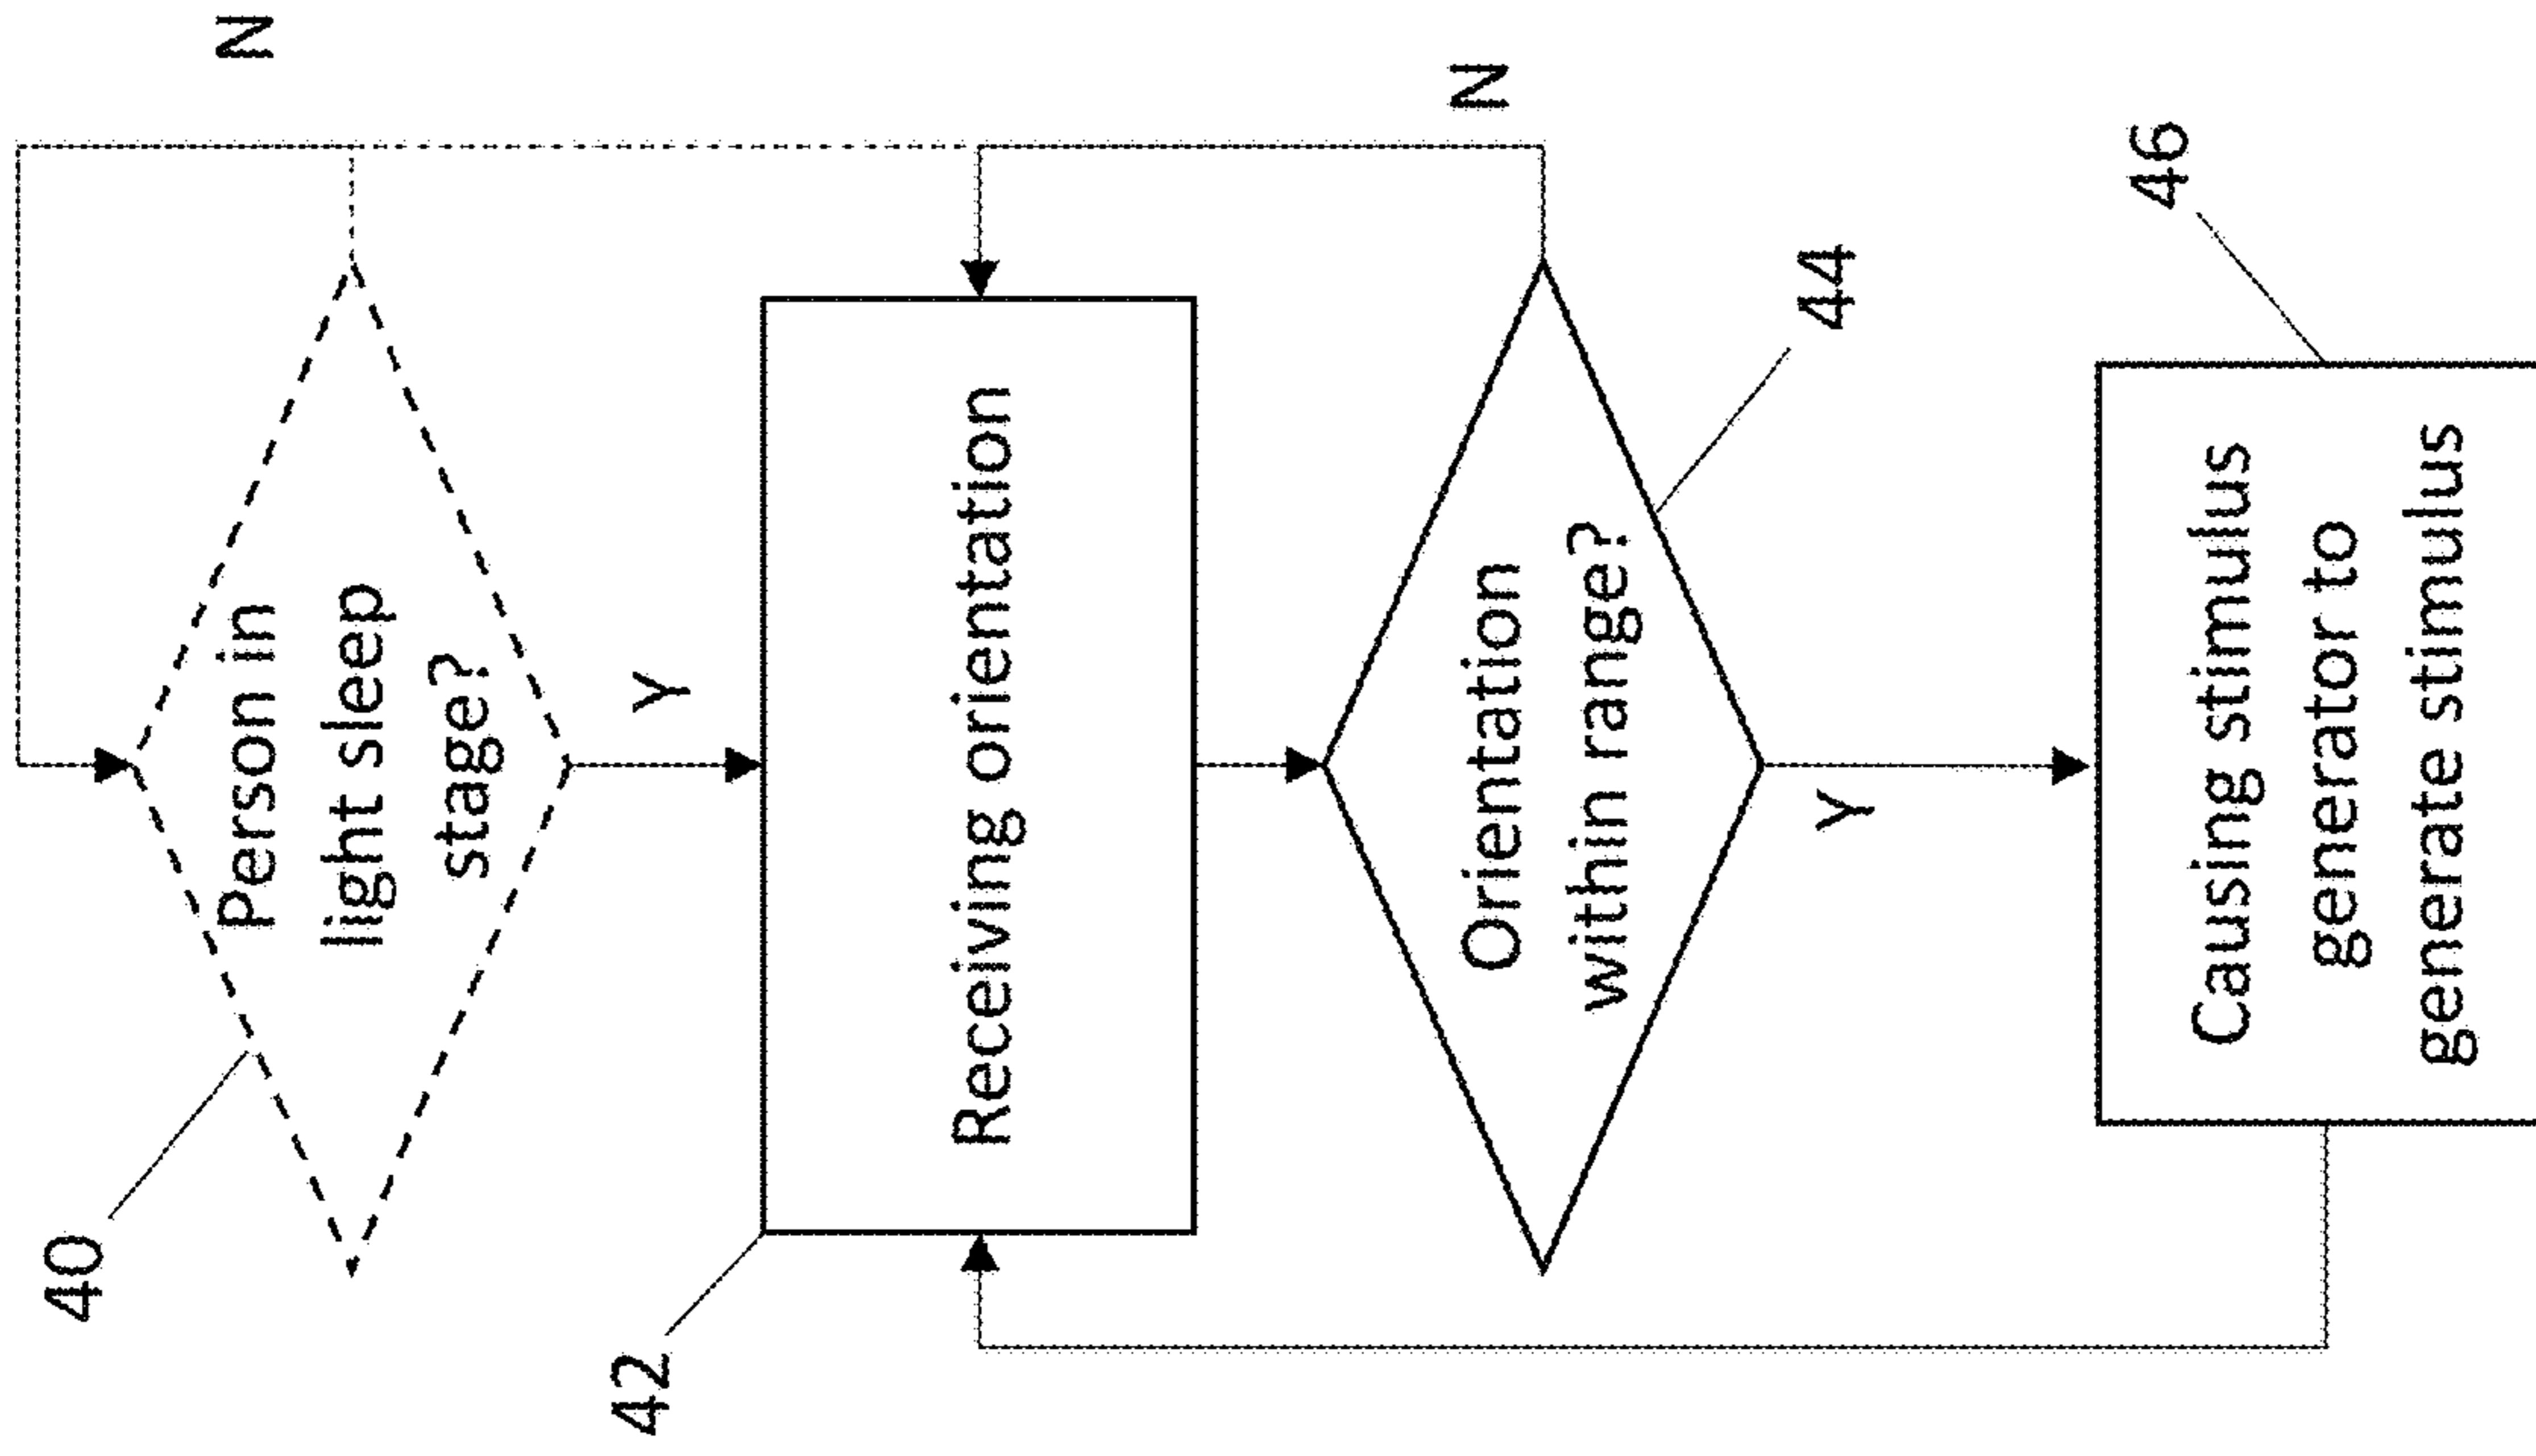 40
Person in
light sleep
stage?
N
Y
42
Receiving orientation
Orientation
within range?
N
44
Y
46
Causing stimulus
generator to
generate stimulus